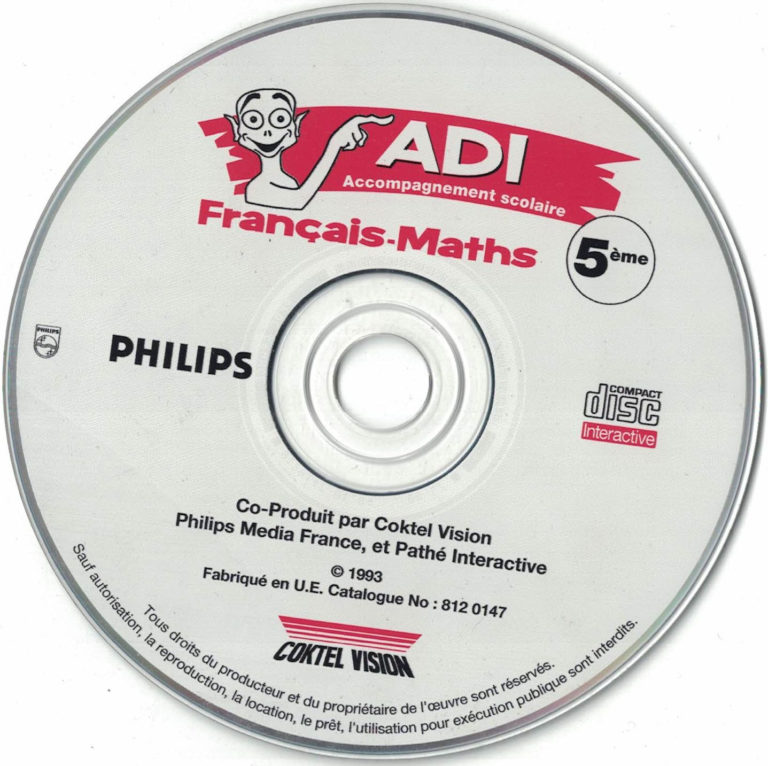 ADI
Accompagnement scolaire
Français-Maths
5ème
PHILIPS
PHILIPS
COMPACT
disc
Interactive
Co-Produit par Coktel Vision
Philips Media France, et Pathé Interactive
© 1993
Fabriqué en U.E. Catalogue No : 812 0147
COKTEL VISION
Tous droits du producteur et du propriétaire de l'œuvre sont réservés.
Sauf autorisation, la reproduction, la location, le prêt, l'utilisation pour exécution publique sont interdits.